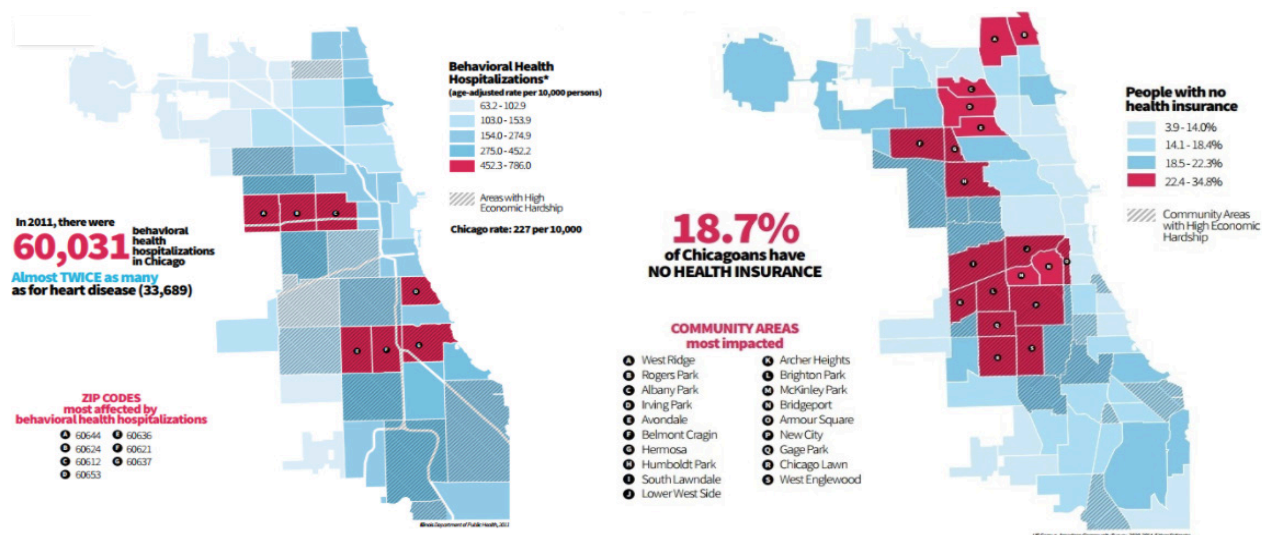 Behavioral Health
Hospitalizations*
(age-adjusted rate per 10,000 persons)
63.2 - 102.9
103.0 - 153.9
154.0 - 274.9
275.0 - 452.2
452.3 - 786.0
Areas with High
Economic Hardship
Chicago rate: 227 per 10,000
In 2011, there were
60,031 behavioral health hospitalizations in Chicago
Almost TWICE as many
as for heart disease (33,689)
ZIP CODES
most affected by
behavioral health hospitalizations
A 60644 E 60636
B 60624 F 60621
C 60612 G 60637
D 60653
A B C
D
E F G
Illinois Department of Public Health, 2011
People with no
health insurance
3.9 - 14.0%
14.1 - 18.4%
18.5 - 22.3%
22.4 - 34.8%
Community Areas
with High Economic
Hardship
18.7%
of Chicagoans have
NO HEALTH INSURANCE
COMMUNITY AREAS
most impacted
A West Ridge K Archer Heights
B Rogers Park L Brighton Park
C Albany Park M McKinley Park
D Irving Park N Bridgeport
E Avondale O Armour Square
F Belmont Cragin P New City
G Hermosa Q Gage Park
H Humboldt Park R Chicago Lawn
I South Lawndale S West Englewood
J Lower West Side
A B
C
D
E
F G
H
I J
M N O
K L P
Q
R S